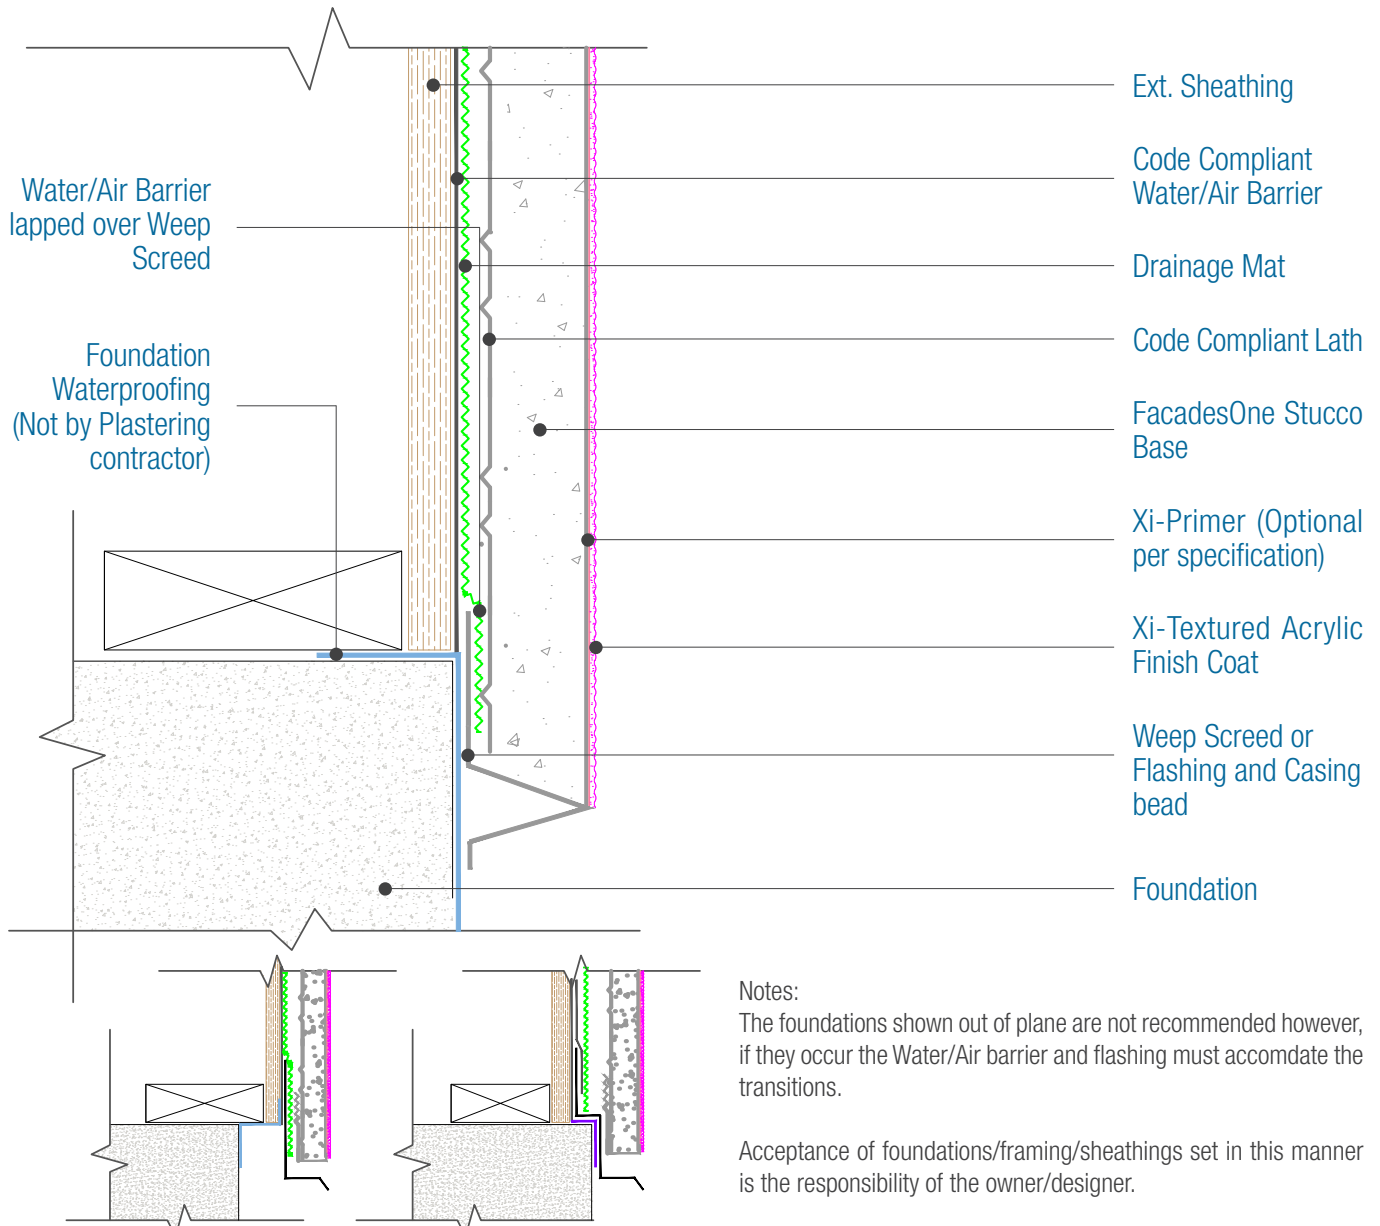 Water/Air Barrier
lapped over Weep
Screed
Foundation
Waterproofing
(Not by Plastering
contractor)
Ext. Sheathing
Code Compliant
Water/Air Barrier
Drainage Mat
Code Compliant Lath
FacadesOne Stucco
Base
Xi-Primer (Optional
per specification)
Xi-Textured Acrylic
Finish Coat
Weep Screed or
Flashing and Casing
bead
Foundation
Notes:
The foundations shown out of plane are not recommended however,
if they occur the Water/Air barrier and flashing must accomdate the
transitions.
Acceptance of foundations/framing/sheathings set in this manner
is the responsibility of the owner/designer.